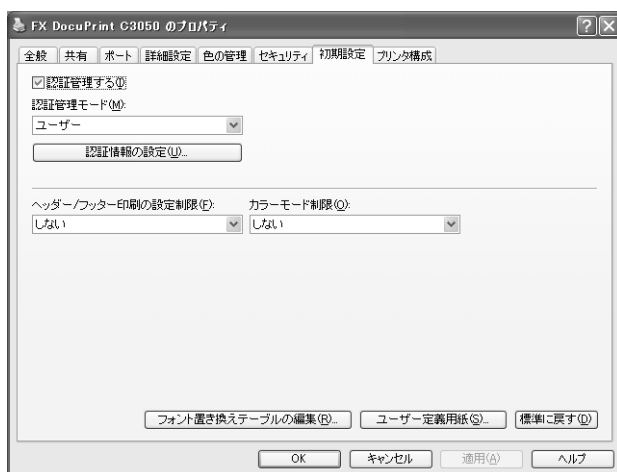 FX DocuPrint C3050 のプロパティ
全般 共有 ポート 詳細設定 色の管理 セキュリティ 初期設定 プリンタ構成
認証管理する(I)
認証管理モード(M):
ユーザー
認証情報の設定(U)...
ヘッダー/フッター印刷の設定制限(F): カラーモード制限(O):
しない しない
フォント置き換えテーブルの編集(R)... ユーザー定義用紙(S)... 標準に戻す(D)
OK キャンセル 適用(A) ヘルプ